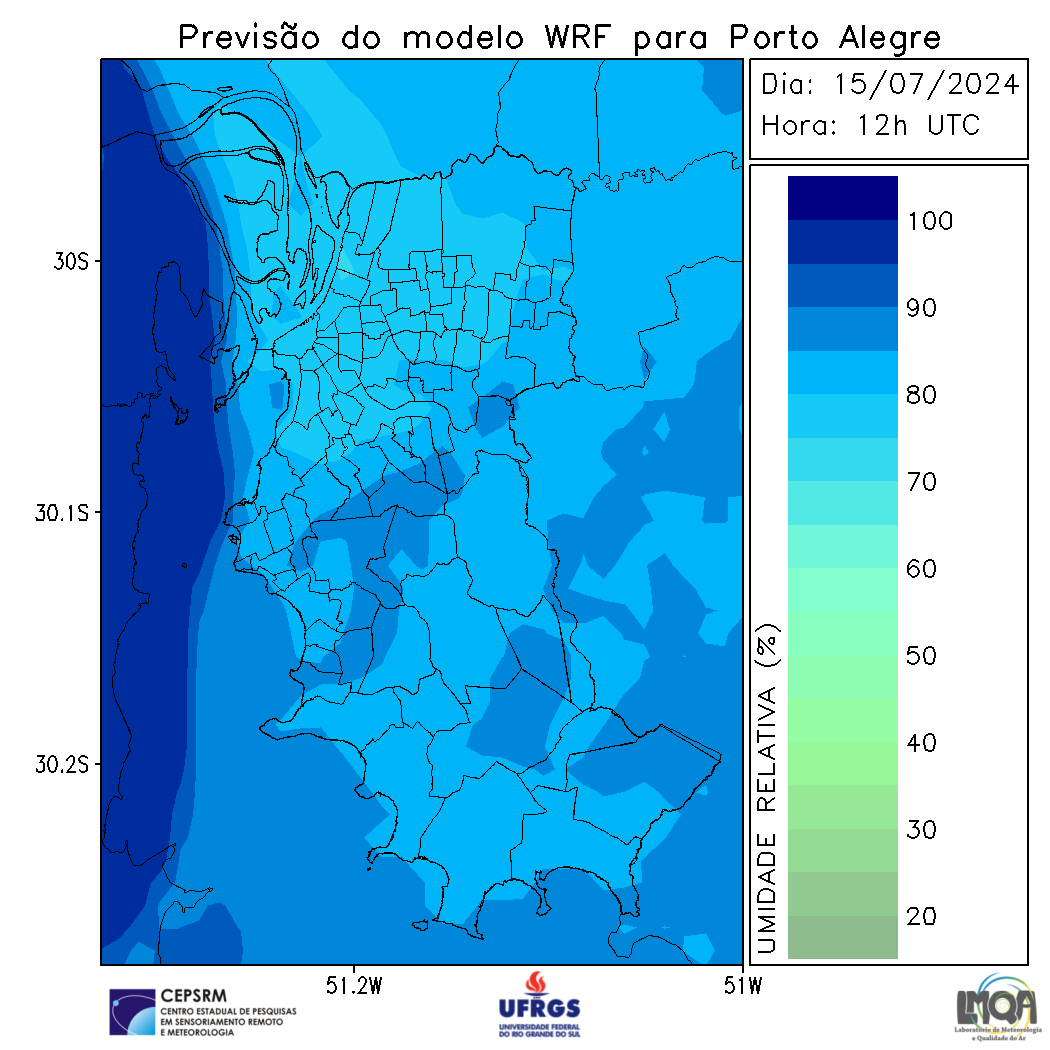 Previsão do modelo WRF para Porto Alegre
Dia: 15/07/2024
Hora: 12h UTC
30S
30.1S
30.2S
51.2W
51W
100
90
80
70
60
50
40
30
20
UMIDADE RELATIVA (%)
CEPSRM
CENTRO ESTADUAL DE PESQUISAS
EM SENSORIAMENTO REMOTO
E METEOROLOGIA
UFRGS
UNIVERSIDADE FEDERAL
DO RIO GRANDE DO SUL
LMQA
Laboratório de Meteorologia
e Qualidade do Ar